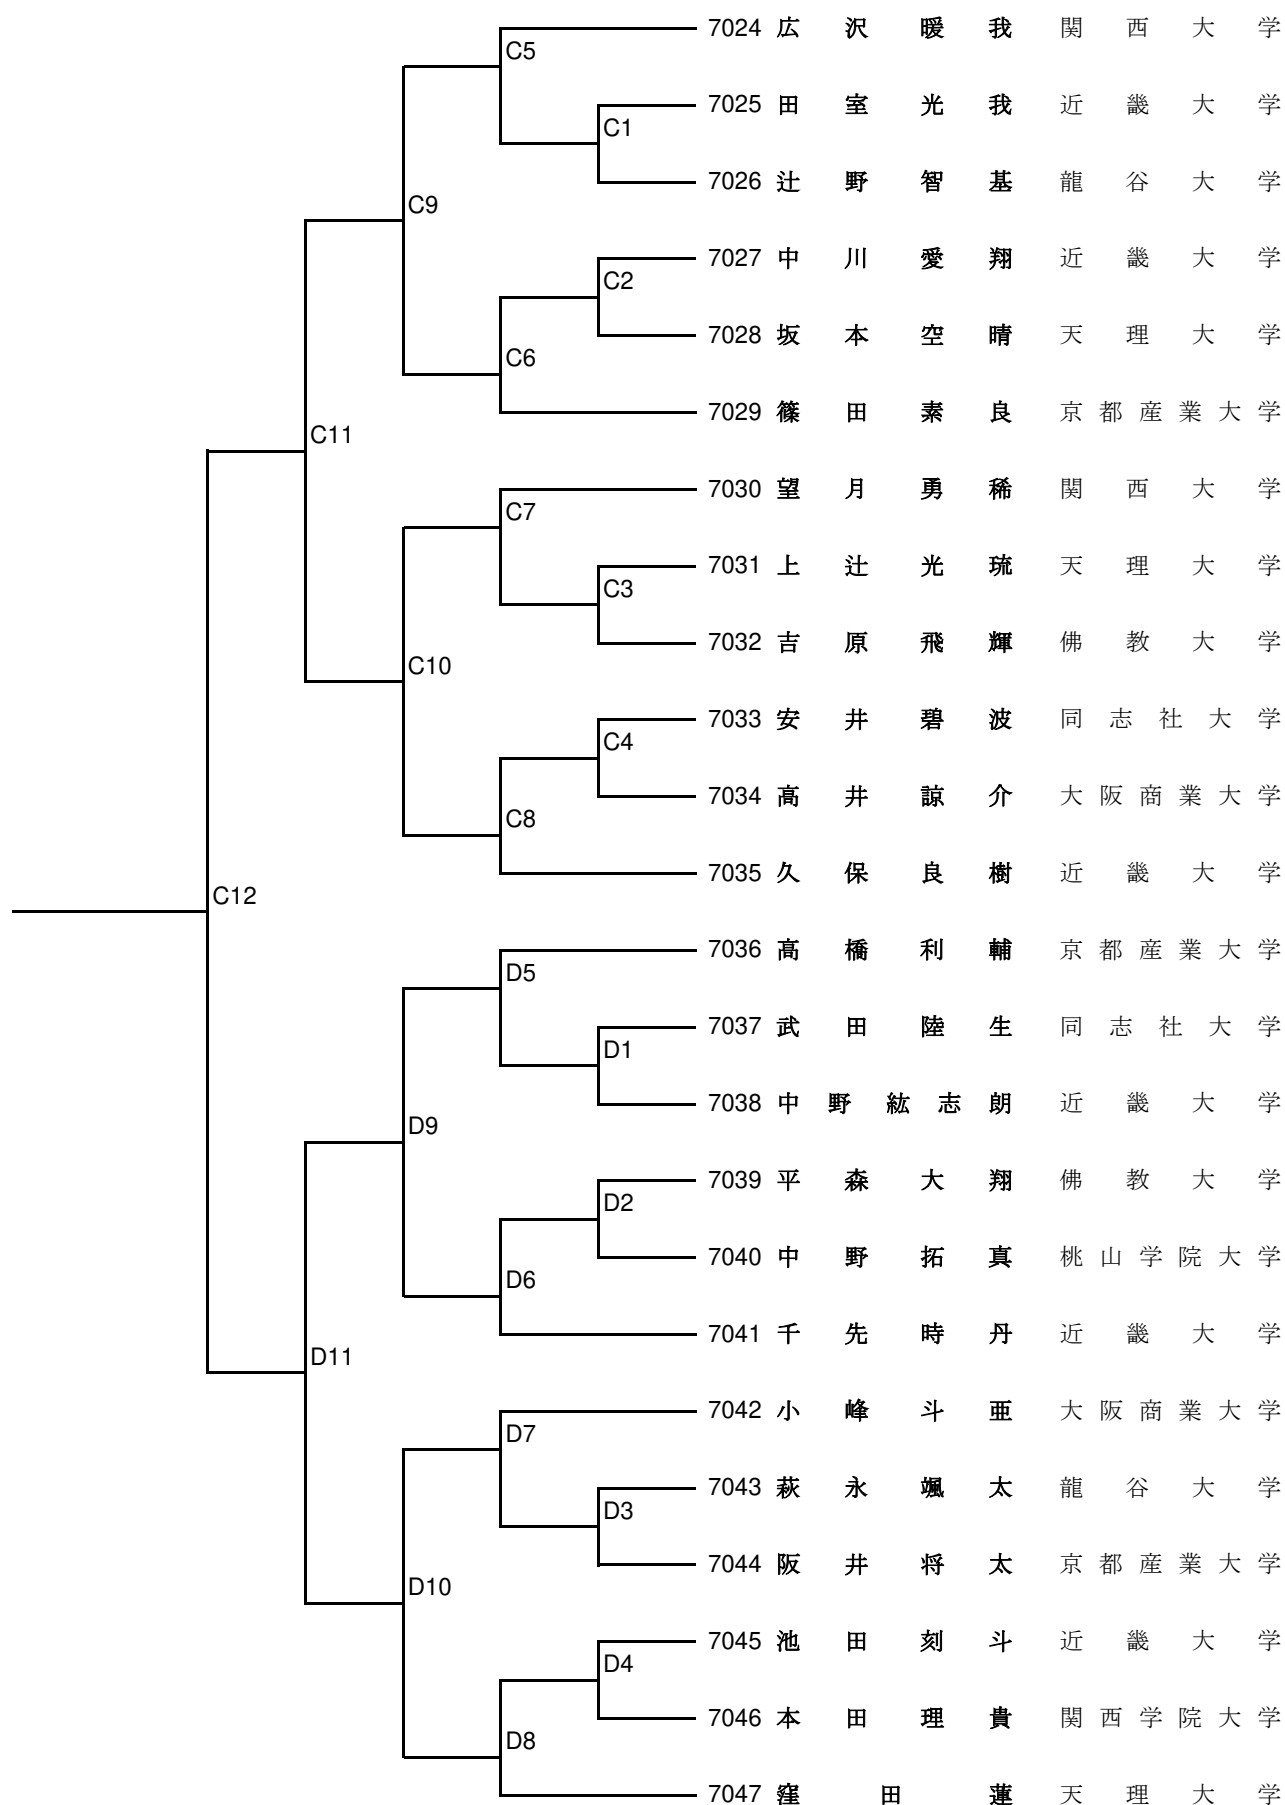 7024 広沢暖我 関西大学
C5
7025 田室光我 近畿大学
C1
7026 辻野智基 龍谷大学
C9
7027 中川愛翔 近畿大学
C2
7028 坂本空晴 天理大学
C6
7029 篠田素良 京都産業大学
C11
7030 望月勇稀 関西大学
C7
7031 上辻光琉 天理大学
C3
7032 吉原飛輝 佛教大学
C10
7033 安井碧波 同志社大学
C4
7034 髙井諒介 大阪商業大学
C8
7035 久保良樹 近畿大学
C12
7036 髙橋利輔 京都産業大学
D5
7037 武田陸生 同志社大学
D1
7038 中野紘志朗 近畿大学
D9
7039 平森大翔 佛教大学
D2
7040 中野拓真 桃山学院大学
D6
7041 千先時丹 近畿大学
D11
7042 小峰斗亜 大阪商業大学
D7
7043 萩永颯太 龍谷大学
D3
7044 阪井将太 京都産業大学
D10
7045 池田刻斗 近畿大学
D4
7046 本田理貴 関西学院大学
D8
7047 窪田蓮 天理大学